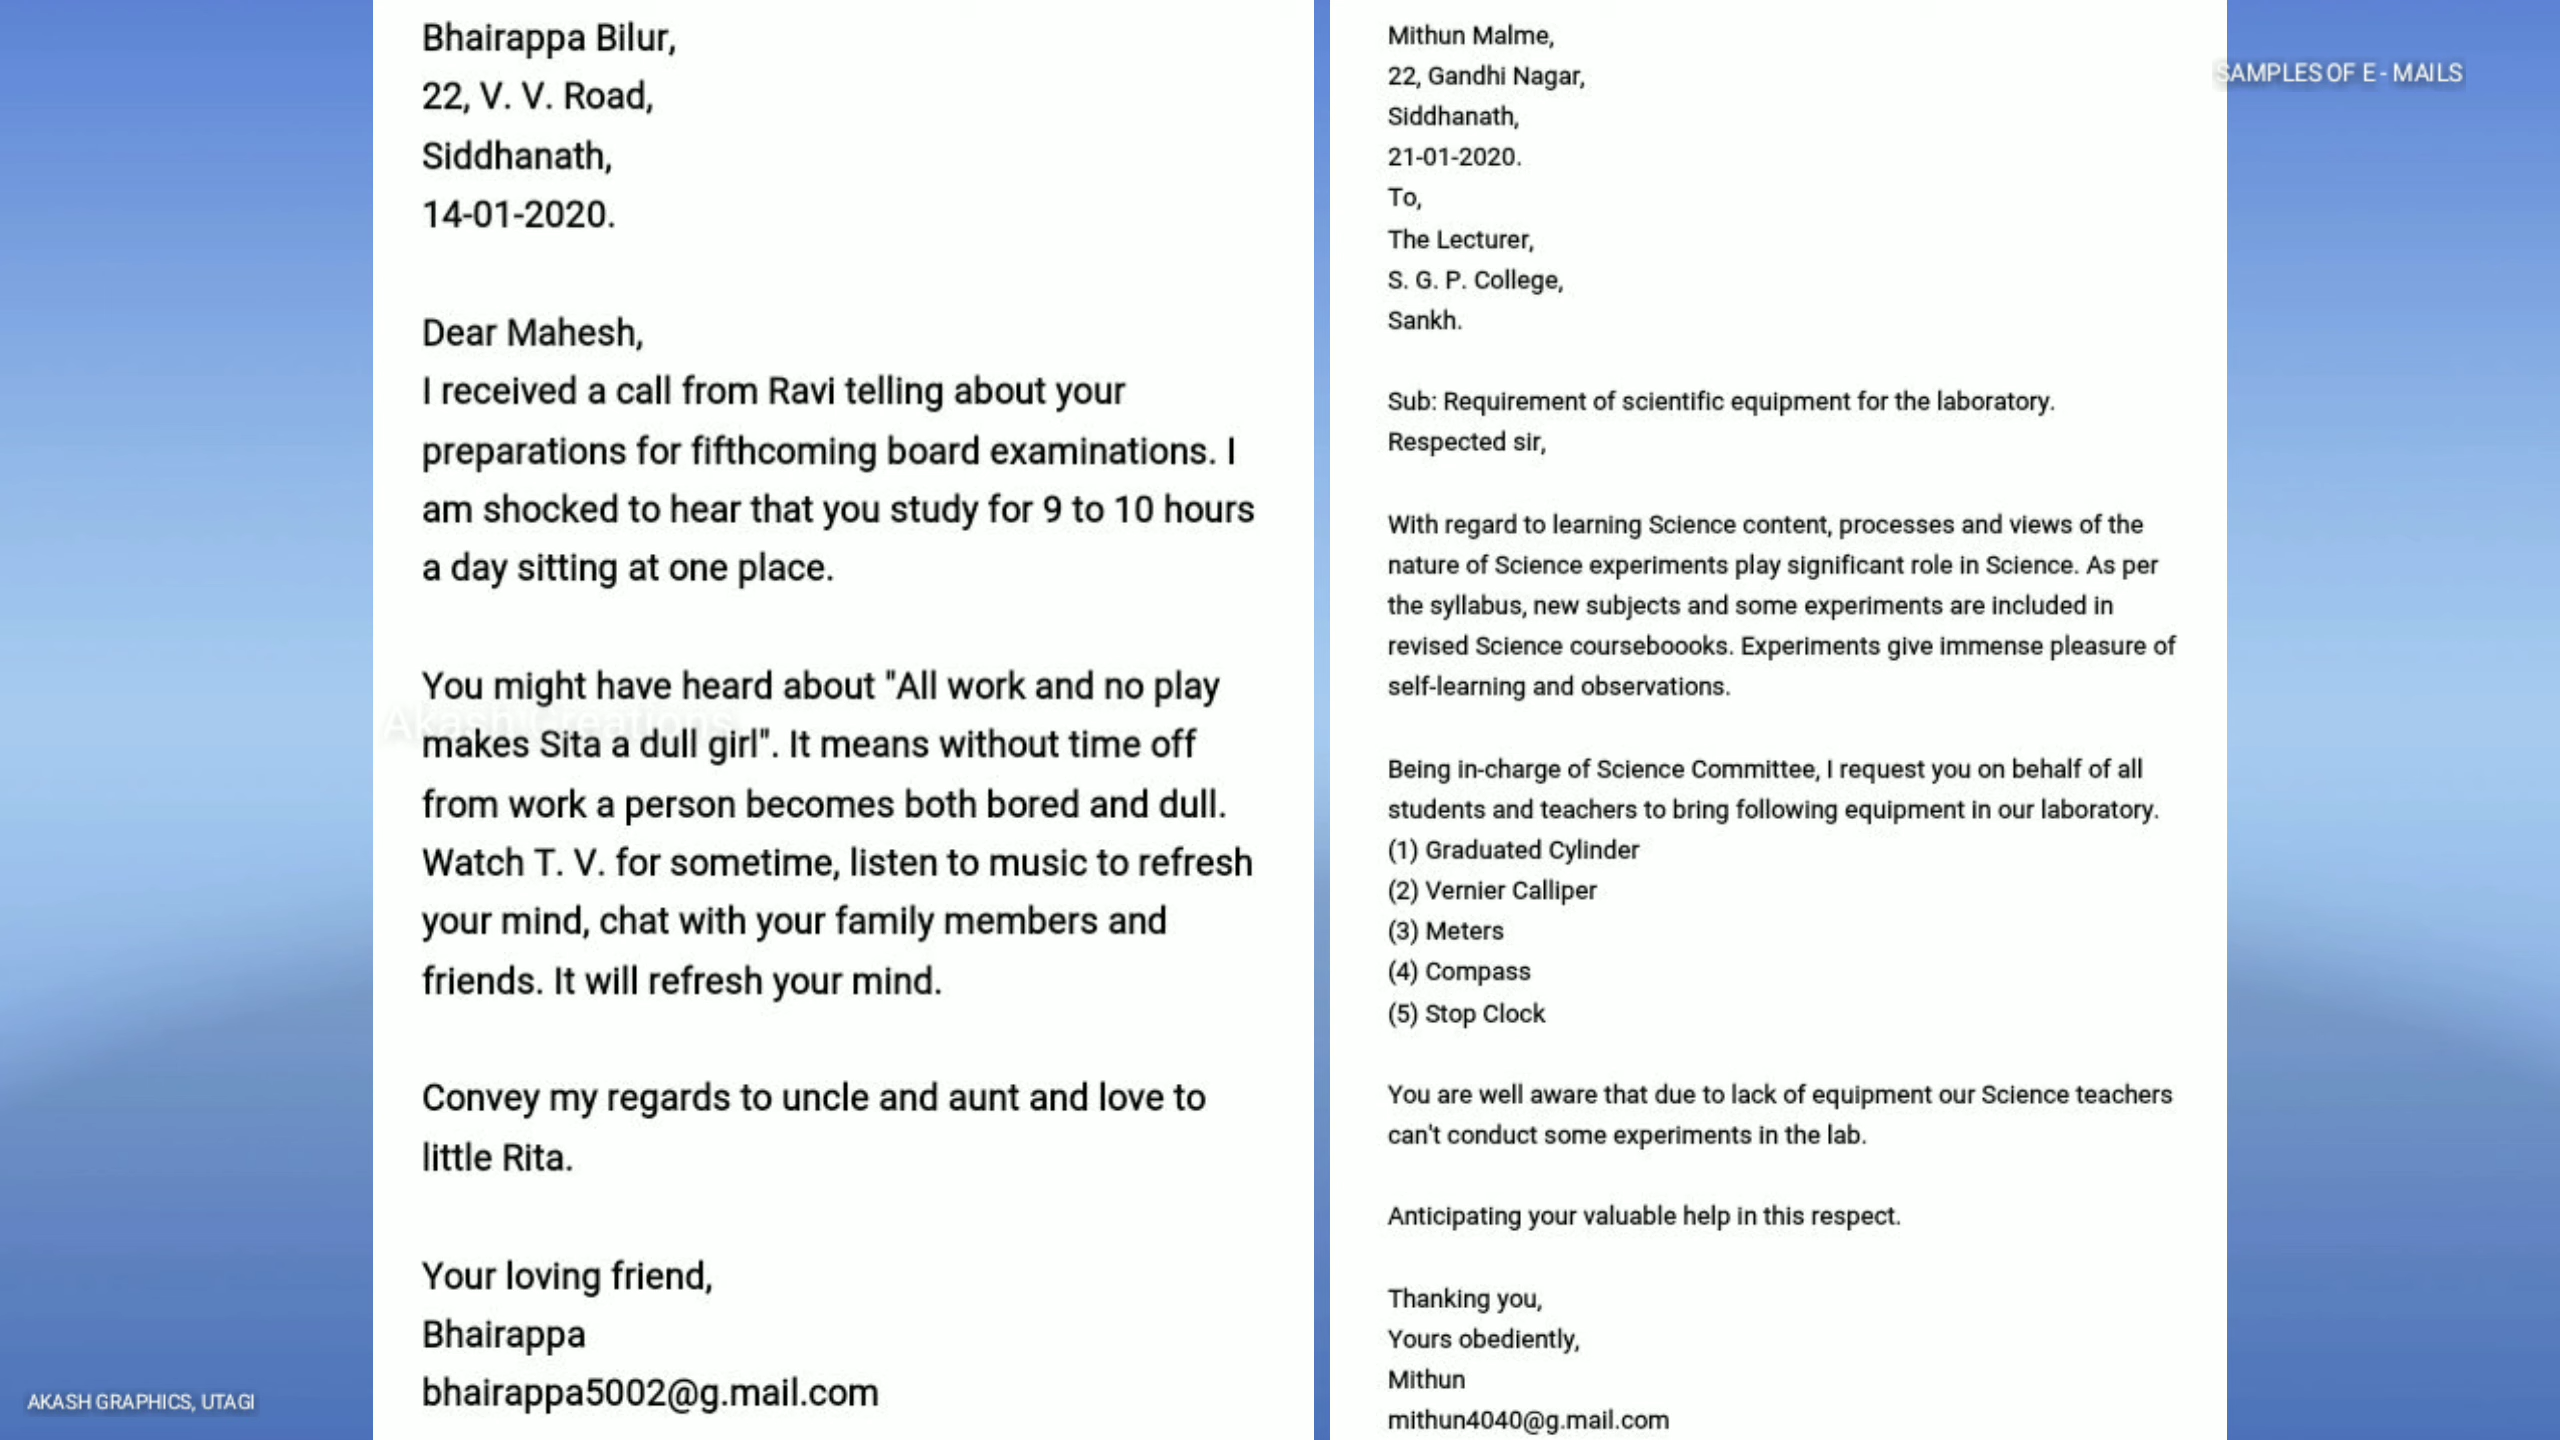 Bhairappa Bilur,
22, V. V. Road,
Siddhanath,
14-01-2020.
Dear Mahesh,
I received a call from Ravi telling about your
preparations for fifthcoming board examinations. I
am shocked to hear that you study for 9 to 10 hours
a day sitting at one place.
You might have heard about "All work and no play
makes Sita a dull girl". It means without time off
from work a person becomes both bored and dull.
Watch T. V. for sometime, listen to music to refresh
your mind, chat with your family members and
friends. It will refresh your mind.
Convey my regards to uncle and aunt and love to
little Rita.
Your loving friend,
Bhairappa
bhairappa5002@g.mail.com
Akash Creations
AKASH GRAPHICS, UTAGI
Mithun Malme,
22, Gandhi Nagar,
Siddhanath,
21-01-2020.
To,
The Lecturer,
S. G. P. College,
Sankh.
Sub: Requirement of scientific equipment for the laboratory.
Respected sir,
With regard to learning Science content, processes and views of the
nature of Science experiments play significant role in Science. As per
the syllabus, new subjects and some experiments are included in
revised Science courseboooks. Experiments give immense pleasure of
self-learning and observations.
Being in-charge of Science Committee, I request you on behalf of all
students and teachers to bring following equipment in our laboratory.
(1) Graduated Cylinder
(2) Vernier Calliper
(3) Meters
(4) Compass
(5) Stop Clock
You are well aware that due to lack of equipment our Science teachers
can't conduct some experiments in the lab.
Anticipating your valuable help in this respect.
Thanking you,
Yours obediently,
Mithun
mithun4040@g.mail.com
SAMPLES OF E - MAILS